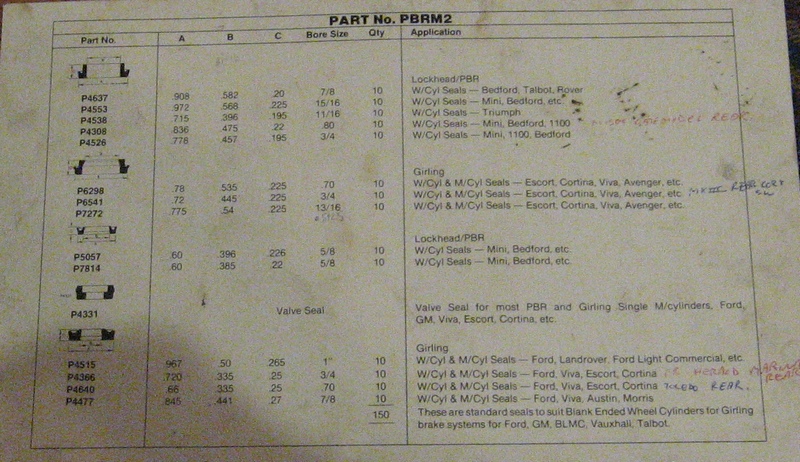 PART No. PBRM2
Part No. A B C Bore Size Qty Application
Lockhead/PBR
P4637 .908 .582 .20 7/8 10 W/Cyl Seals — Bedford, Talbot, Rover
P4553 .972 .568 .225 15/16 10 W/Cyl Seals — Mini, Bedford, etc.
P4538 .715 .396 .195 11/16 10 W/Cyl Seals — Triumph
P4308 .836 .475 .22 .80 10 W/Cyl Seals — Mini, Bedford, 1100 REAR
P4526 .778 .457 .195 3/4 10 W/Cyl Seals — Mini, 1100, Bedford
Girling
P6298 .78 .535 .225 .70 10 W/Cyl & M/Cyl Seals — Escort, Cortina, Viva, Avenger, etc.
P6541 .72 .445 .225 3/4 10 W/Cyl & M/Cyl Seals — Escort, Cortina, Viva, Avenger, etc. REAR CORT
P7272 .775 .54 .225 13/16 10 W/Cyl & M/Cyl Seals — Escort, Cortina, Viva, Avenger, etc.
Lockhead/PBR
P5057 .60 .396 .226 5/8 10 W/Cyl Seals — Mini, Bedford, etc.
P7814 .60 .385 .22 5/8 10 W/Cyl Seals — Mini, Bedford, etc.
P4331 Valve Seal Valve Seal for most PBR and Girling Single M/cylinders, Ford,
GM, Viva, Escort, Cortina, etc.
Girling
P4515 .967 .50 .265 1" 10 W/Cyl & M/Cyl Seals — Ford, Landrover, Ford Light Commercial, etc.
P4366 .720 .335 .25 3/4 10 W/Cyl & M/Cyl Seals — Ford, Viva, Escort, Cortina MARINA REAR
P4640 .66 .335 .25 .70 10 W/Cyl & M/Cyl Seals — Ford, Viva, Escort, Cortina TOLEDO REAR.
P4477 .845 .441 .27 7/8 10 W/Cyl & M/Cyl Seals — Ford, Viva, Austin, Morris
150 These are standard seals to suit Blank Ended Wheel Cylinders for Girling
brake systems for Ford, GM, BLMC, Vauxhall, Talbot.